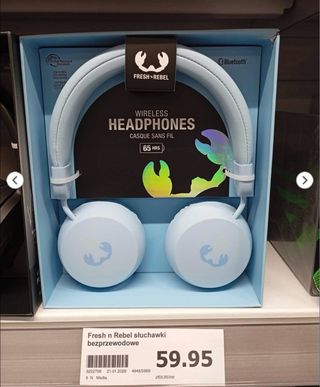 FRESH 'N REBEL
Bluetooth
WIRELESS
HEADPHONES
CASQUE SANS FIL
65 HRS
Fresh n Rebel słuchawki
bezprzewodowe
59.95